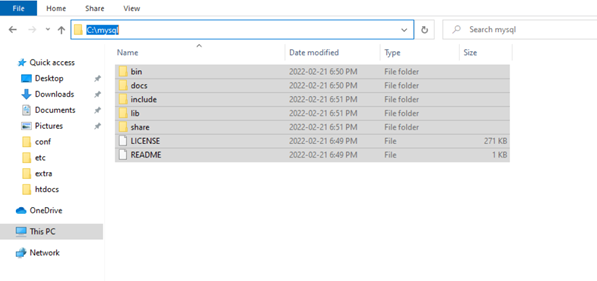 File Home Share View
C:\mysql Search mysql
Name Date modified Type Size
Quick access
Desktop
Downloads
Documents
Pictures
conf
etc
extra
htdocs
OneDrive
This PC
Network
bin 2022-02-21 6:50 PM File folder
docs 2022-02-21 6:50 PM File folder
include 2022-02-21 6:51 PM File folder
lib 2022-02-21 6:51 PM File folder
share 2022-02-21 6:51 PM File folder
LICENSE 2022-02-21 6:49 PM File 271 KB
README 2022-02-21 6:49 PM File 1 KB